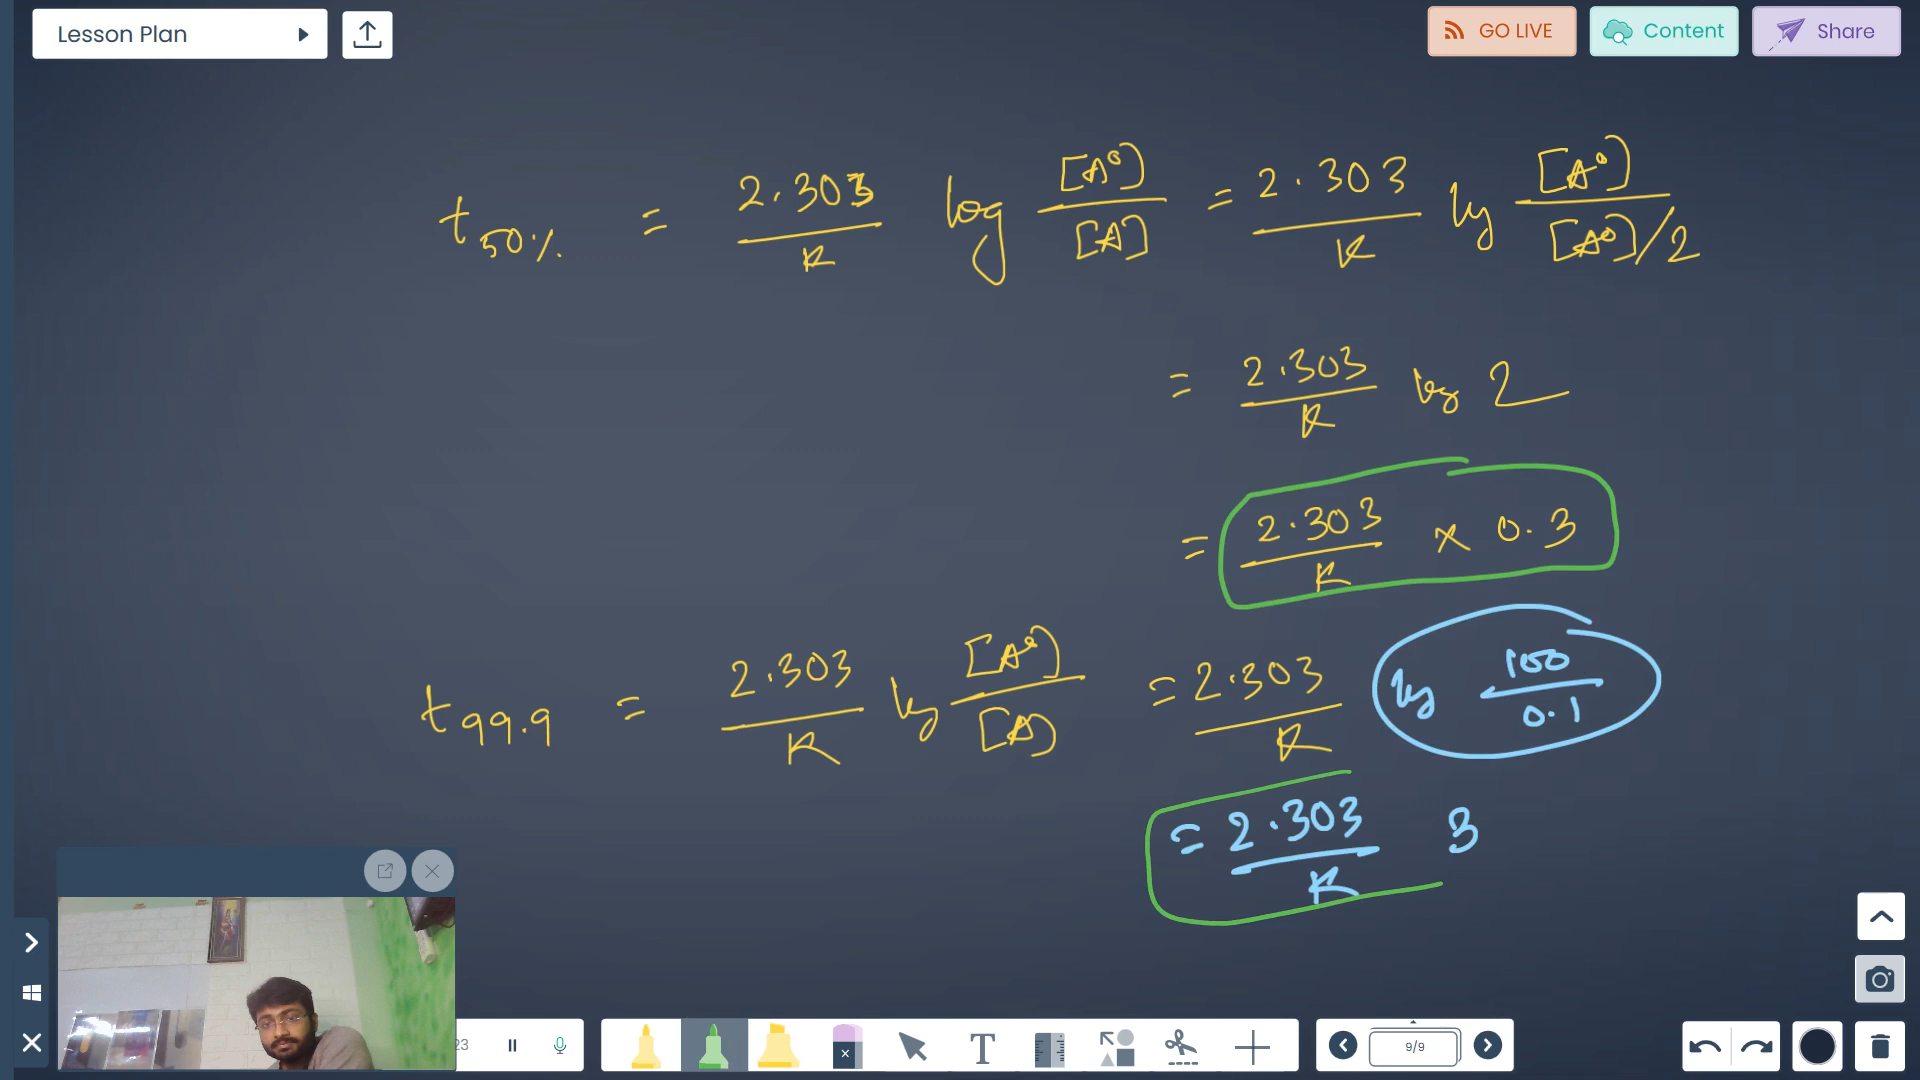 Lesson Plan
GO LIVE
Content
Share
t50% = 2.303/K log [A°]/[A] = 2.303/K log [A°]/[A°]/2
= 2.303/K log 2
= 2.303/K × 0.3
t99.9 = 2.303/K log [A°]/[A] = 2.303/K log 100/0.1
= 2.303/K 3
23
T
9/9